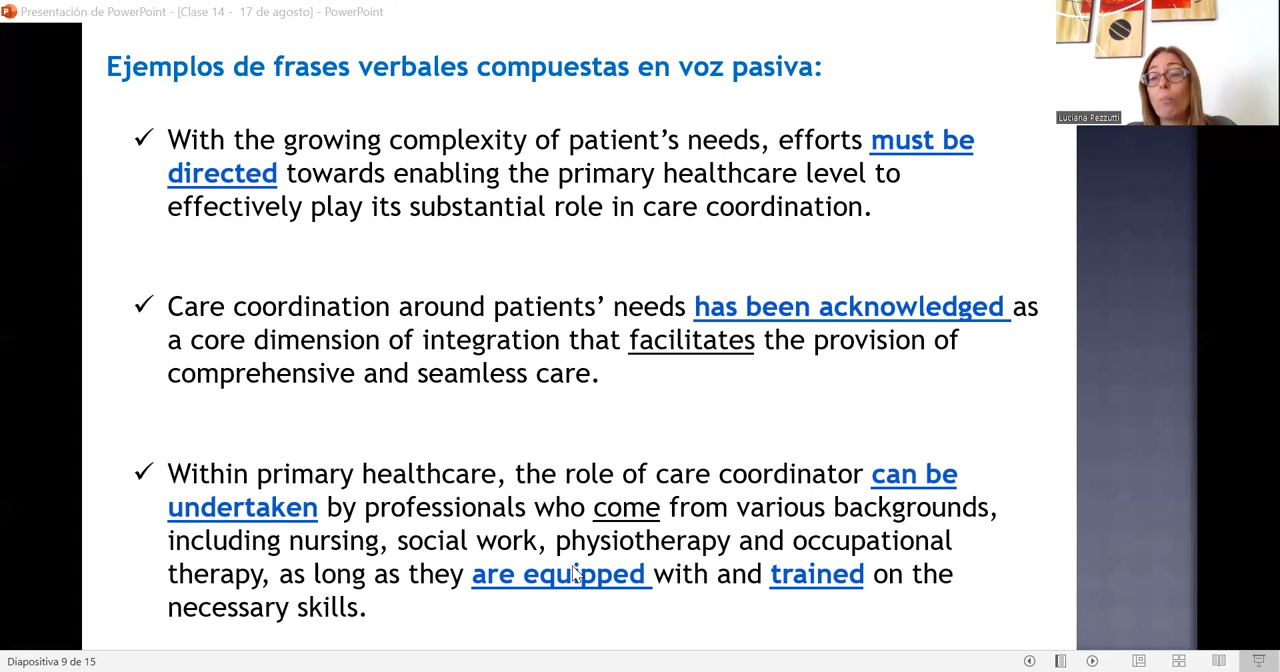 Presentación de PowerPoint - [Clase 14 - 17 de agosto] - PowerPoint
Ejemplos de frases verbales compuestas en voz pasiva:
Luciana Pezzutti
✓ With the growing complexity of patient’s needs, efforts must be
directed towards enabling the primary healthcare level to
effectively play its substantial role in care coordination.
✓ Care coordination around patients’ needs has been acknowledged as
a core dimension of integration that facilitates the provision of
comprehensive and seamless care.
✓ Within primary healthcare, the role of care coordinator can be
undertaken by professionals who come from various backgrounds,
including nursing, social work, physiotherapy and occupational
therapy, as long as they are equipped with and trained on the
necessary skills.
Diapositiva 9 de 15